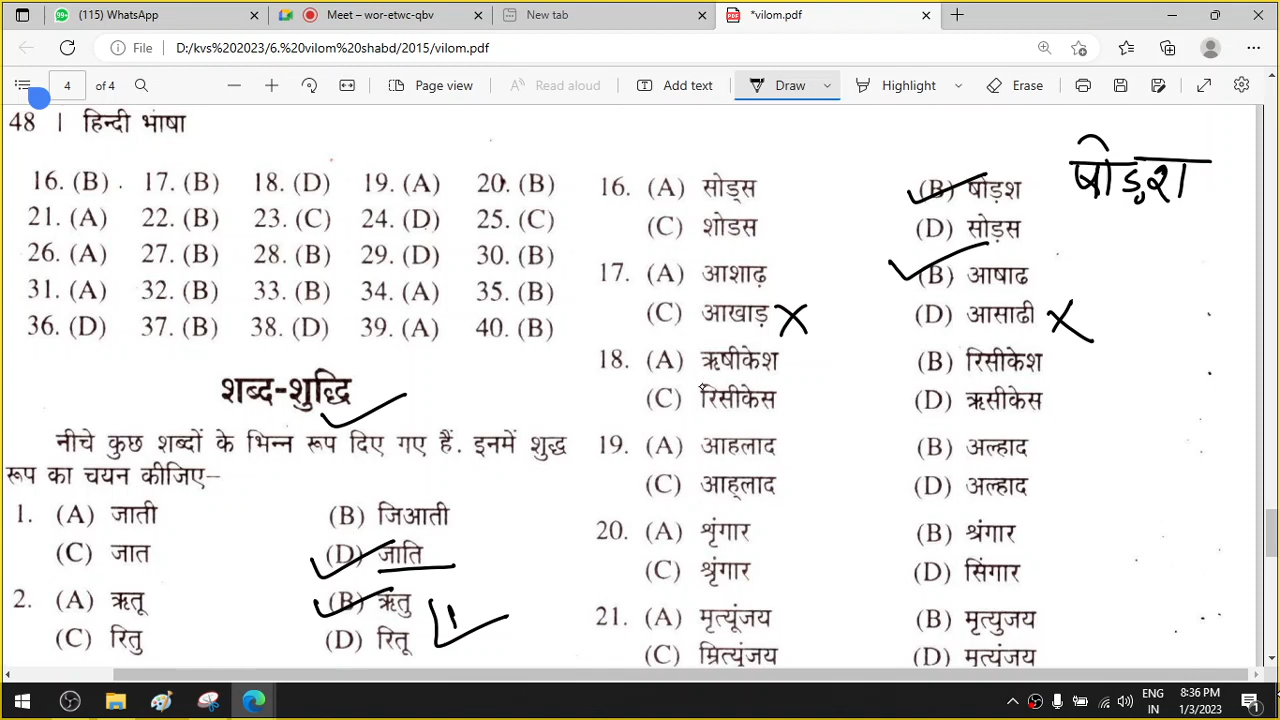 (115) WhatsApp
Meet – wor-etwc-qbv
New tab
*vilom.pdf
File
D:/kvs%202023/6.%20vilom%20shabd/2015/vilom.pdf
4 of 4
Page view
Read aloud
Add text
Draw
Highlight
Erase
48 | हिन्दी भाषा
16. (B) . 17. (B) 18. (D) 19. (A) 20. (B)
21. (A) 22. (B) 23. (C) 24. (D) 25. (C)
26. (A) 27. (B) 28. (B) 29. (D) 30. (B)
31. (A) 32. (B) 33. (B) 34. (A) 35. (B)
36. (D) 37. (B) 38. (D) 39. (A) 40. (B)
शब्द-शुद्धि
नीचे कुछ शब्दों के भिन्न रूप दिए गए हैं. इनमें शुद्ध
रूप का चयन कीजिए–
1. (A) जाती (B) जिआती
(C) जात (D) जाति
2. (A) ऋतू (B) ऋतु
(C) रितु (D) रितू
षोड़श
16. (A) सोड्स (B) षोड़श
(C) शोडस (D) सोड़स
17. (A) आशाढ़ (B) आषाढ
(C) आखाड़ (D) आसाढी
18. (A) ऋषीकेश (B) रिसीकेश
(C) रिसीकेस (D) ऋसीकेस
19. (A) आहलाद (B) अल्हाद
(C) आह्लाद (D) अल्हाद
20. (A) शृंगार (B) श्रंगार
(C) श्रृंगार (D) सिंगार
21. (A) मृत्यूंजय (B) मृत्युजय
(C) म्रित्युंजय (D) मृत्युंजय
ENG
IN
8:36 PM
1/3/2023